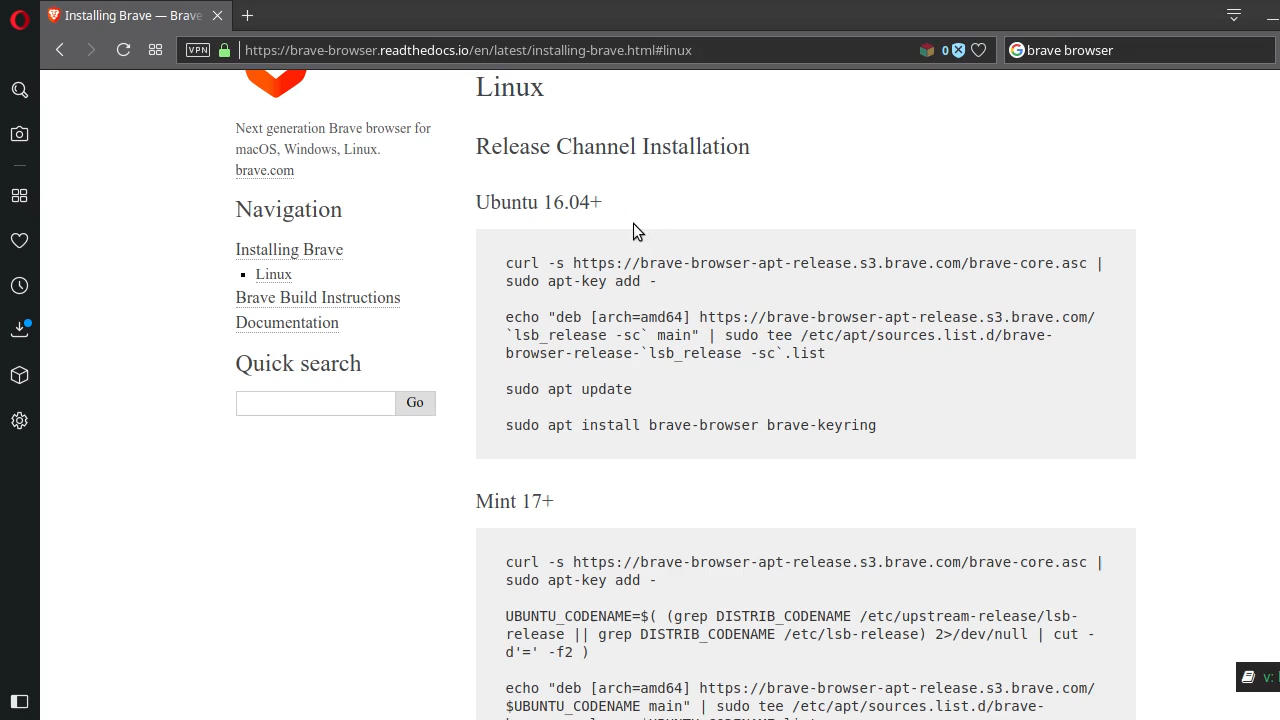 Installing Brave — Brave
VPN
https://brave-browser.readthedocs.io/en/latest/installing-brave.html#linux
0
brave browser
Next generation Brave browser for
macOS, Windows, Linux.
brave.com
Navigation
Installing Brave
Linux
Brave Build Instructions
Documentation
Quick search
Go
Linux
Release Channel Installation
Ubuntu 16.04+
curl -s https://brave-browser-apt-release.s3.brave.com/brave-core.asc |
sudo apt-key add -
echo "deb [arch=amd64] https://brave-browser-apt-release.s3.brave.com/
`lsb_release -sc` main" | sudo tee /etc/apt/sources.list.d/brave-
browser-release-`lsb_release -sc`.list
sudo apt update
sudo apt install brave-browser brave-keyring
Mint 17+
curl -s https://brave-browser-apt-release.s3.brave.com/brave-core.asc |
sudo apt-key add -
UBUNTU_CODENAME=$( (grep DISTRIB_CODENAME /etc/upstream-release/lsb-
release || grep DISTRIB_CODENAME /etc/lsb-release) 2>/dev/null | cut -
d'=' -f2 )
echo "deb [arch=amd64] https://brave-browser-apt-release.s3.brave.com/
$UBUNTU_CODENAME main" | sudo tee /etc/apt/sources.list.d/brave-
v: